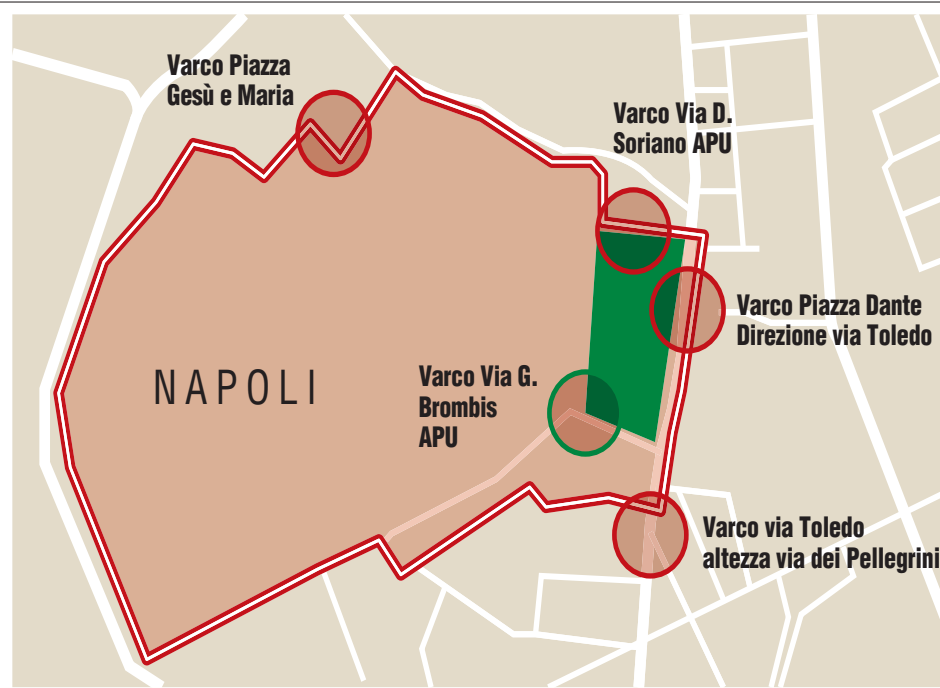 Varco Piazza
Gesù e Maria
Varco Via D.
Soriano APU
Varco Piazza Dante
Direzione via Toledo
NAPOLI
Varco Via G.
Brombis
APU
Varco via Toledo
altezza via dei Pellegrini